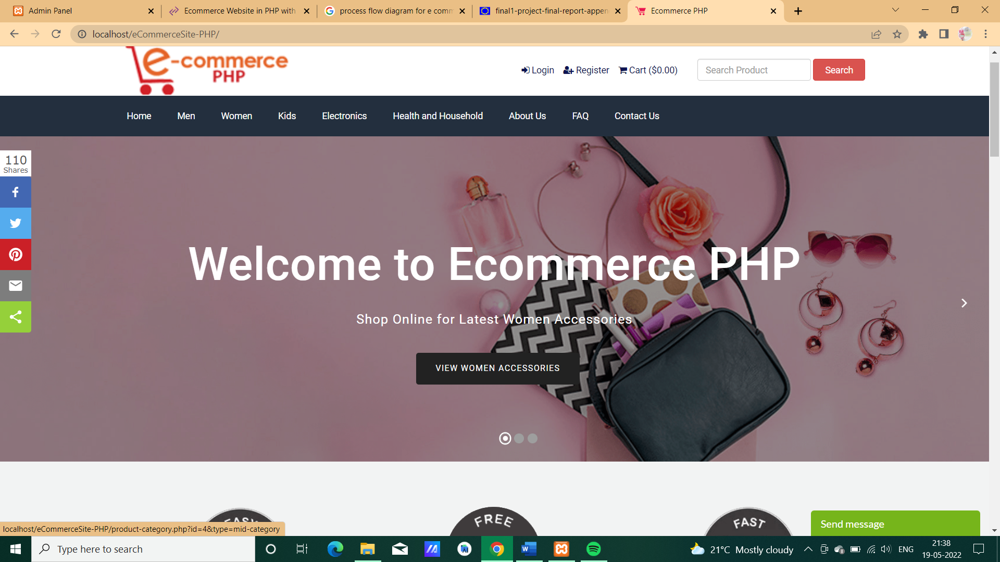 Admin Panel
Ecommerce Website in PHP with
process flow diagram for e comm
final1-project-final-report-appen
Ecommerce PHP
localhost/eCommerceSite-PHP/
e-commerce
PHP
Login
Register
Cart ($0.00)
Search Product
Search
Home
Men
Women
Kids
Electronics
Health and Household
About Us
FAQ
Contact Us
110
Shares
Welcome to Ecommerce PHP
Shop Online for Latest Women Accessories
VIEW WOMEN ACCESSORIES
EASY
FREE
FAST
Send message
localhost/eCommerceSite-PHP/product-category.php?id=4&type=mid-category
Type here to search
21°C Mostly cloudy
ENG
21:38
19-05-2022